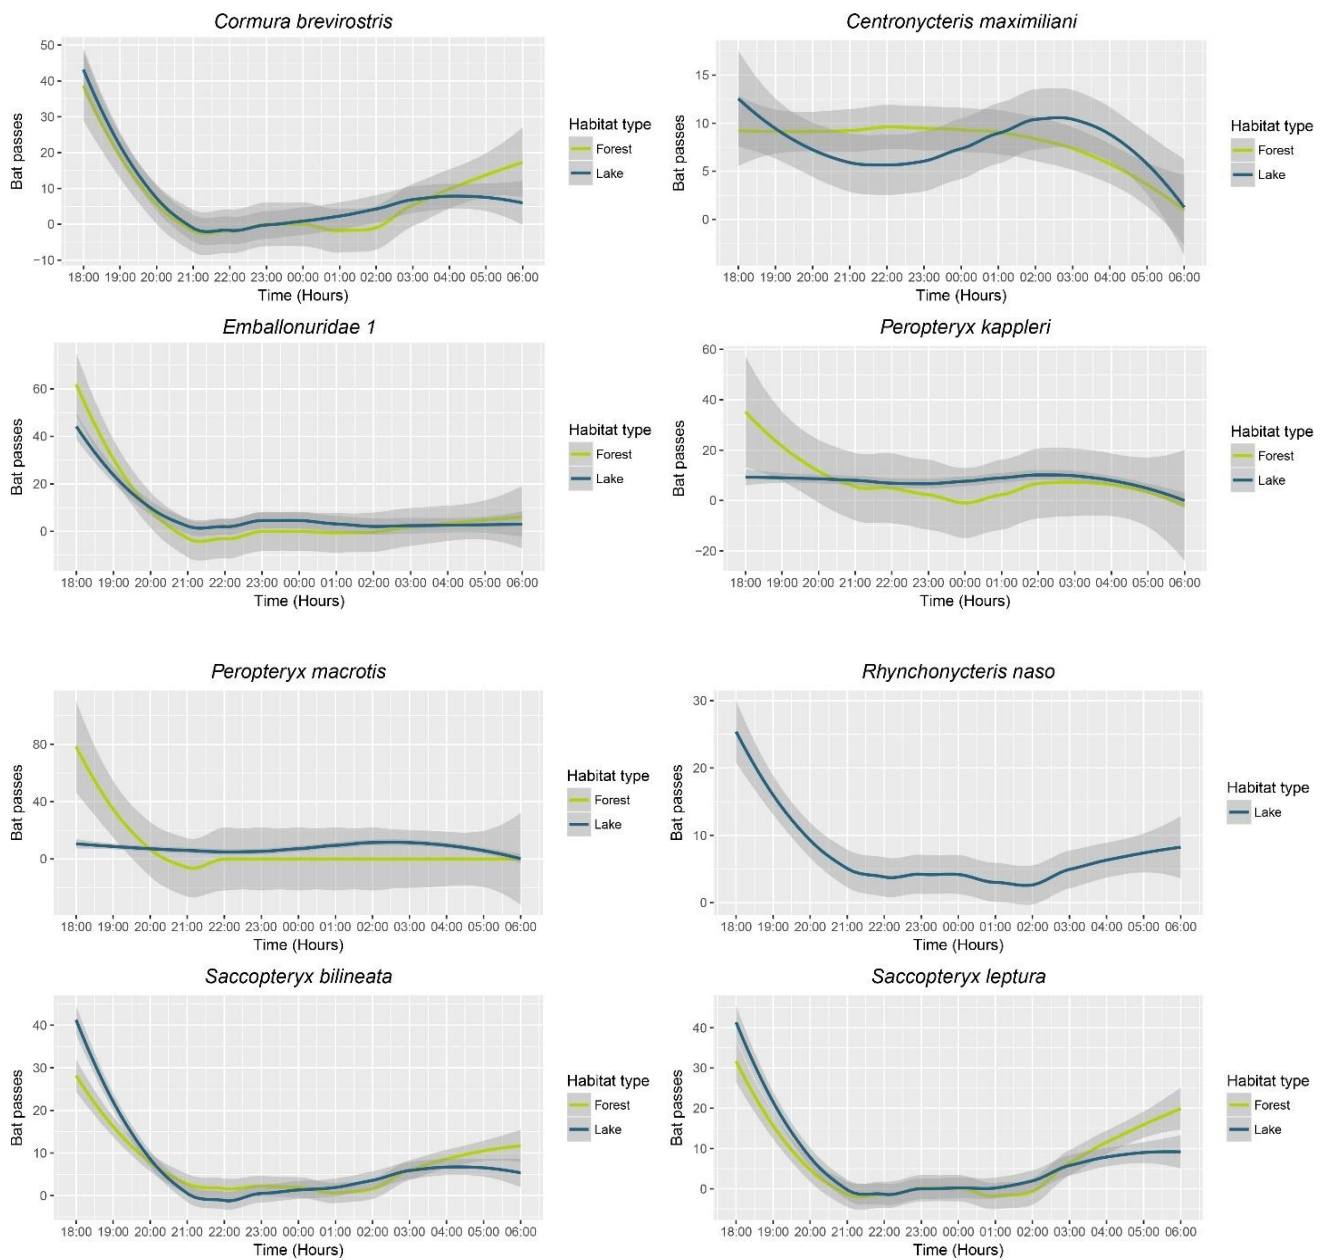 Cormura brevirostris
50
40
30
20
10
0
−10
Bat passes
18:00 19:00 20:00 21:00 22:00 23:00 00:00 01:00 02:00 03:00 04:00 05:00 06:00
Time (Hours)
Habitat type
Forest
Lake
Centronycteris maximiliani
15
10
5
0
Bat passes
18:00 19:00 20:00 21:00 22:00 23:00 00:00 01:00 02:00 03:00 04:00 05:00 06:00
Time (Hours)
Habitat type
Forest
Lake
Emballonuridae 1
60
40
20
0
Bat passes
18:00 19:00 20:00 21:00 22:00 23:00 00:00 01:00 02:00 03:00 04:00 05:00 06:00
Time (Hours)
Habitat type
Forest
Lake
Peropteryx kappleri
60
40
20
0
−20
Bat passes
18:00 19:00 20:00 21:00 22:00 23:00 00:00 01:00 02:00 03:00 04:00 05:00 06:00
Time (Hours)
Habitat type
Forest
Lake
Peropteryx macrotis
80
40
0
Bat passes
18:00 19:00 20:00 21:00 22:00 23:00 00:00 01:00 02:00 03:00 04:00 05:00 06:00
Time (Hours)
Habitat type
Forest
Lake
Rhynchonycteris naso
30
20
10
0
Bat passes
18:00 19:00 20:00 21:00 22:00 23:00 00:00 01:00 02:00 03:00 04:00 05:00 06:00
Time (Hours)
Habitat type
Lake
Saccopteryx bilineata
40
30
20
10
0
Bat passes
18:00 19:00 20:00 21:00 22:00 23:00 00:00 01:00 02:00 03:00 04:00 05:00 06:00
Time (Hours)
Habitat type
Forest
Lake
Saccopteryx leptura
40
30
20
10
0
Bat passes
18:00 19:00 20:00 21:00 22:00 23:00 00:00 01:00 02:00 03:00 04:00 05:00 06:00
Time (Hours)
Habitat type
Forest
Lake